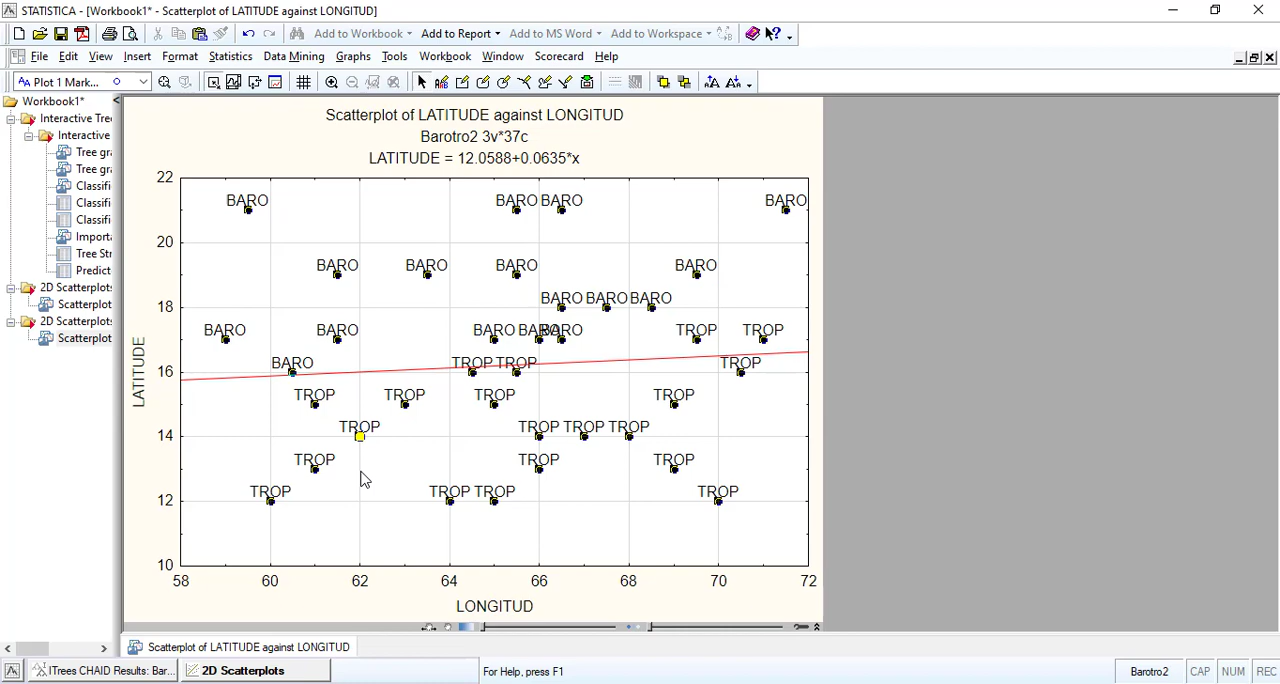 STATISTICA - [Workbook1* - Scatterplot of LATITUDE against LONGITUD]
Add to Workbook Add to Report Add to MS Word Add to Workspace
File Edit View Insert Format Statistics Data Mining Graphs Tools Workbook Window Scorecard Help
Plot 1 Mark...
Workbook1*
Interactive Tre
Interactive
Tree gra
Tree gra
Classifi
Classifi
Classifi
Importa
Tree Str
Predict
2D Scatterplots
Scatterplot
2D Scatterplots
Scatterplot
Scatterplot of LATITUDE against LONGITUD
Barotro2 3v*37c
LATITUDE = 12.0588+0.0635*x
22
BARO BARO BARO BARO
20
BARO BARO BARO BARO
18
BARO BARO BARO
BARO BARO BARO BARO BARO TROP TROP
16
BARO TROP TROP TROP
TROP TROP TROP TROP
14
TROP TROP TROP TROP
TROP TROP TROP
12
TROP TROP TROP TROP
10
LATITUDE
58 60 62 64 66 68 70 72
LONGITUD
Scatterplot of LATITUDE against LONGITUD
ITrees CHAID Results: Bar... 2D Scatterplots For Help, press F1 Barotro2 CAP NUM REC